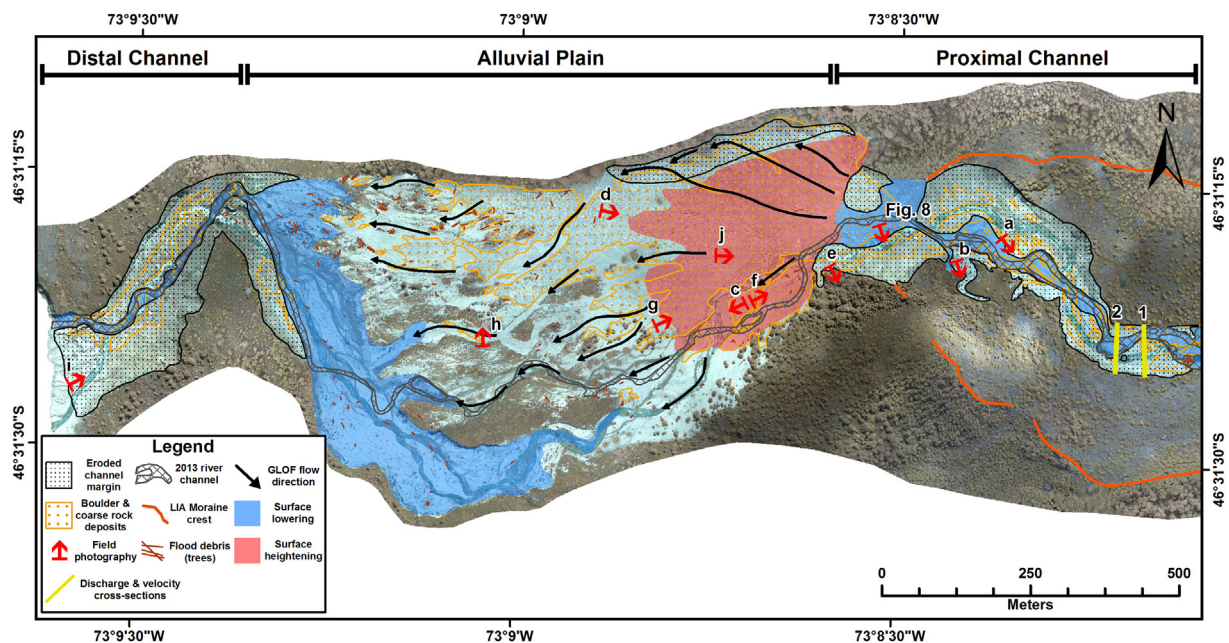 73°9'30"W
73°9'W
73°8'30"W
Distal Channel
Alluvial Plain
Proximal Channel
N
46°31'15"S
46°31'15"S
d
Fig. 8
a
j
e
b
c
f
g
h
2
1
i
46°31'30"S
46°31'30"S
Legend
Eroded
channel
margin
2013 river
channel
GLOF flow
direction
Boulder &
coarse rock
deposits
LIA Moraine
crest
Surface
lowering
Field
photography
Flood debris
(trees)
Surface
heightening
Discharge & velocity
cross-sections
0
250
500
Meters
73°9'30"W
73°9'W
73°8'30"W